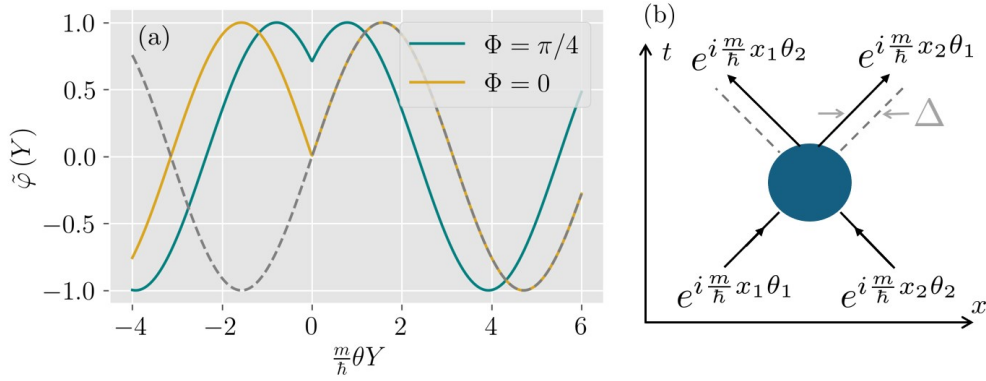 (a)
Φ = π/4
Φ = 0
1.0
0.5
0.0
−0.5
−1.0
φ̃(Y)
−4 −2 0 2 4 6
m/ħ θY
(b)
t
e^{i m/ħ x₁θ₂} e^{i m/ħ x₂θ₁}
Δ
e^{i m/ħ x₁θ₁} e^{i m/ħ x₂θ₂}
x